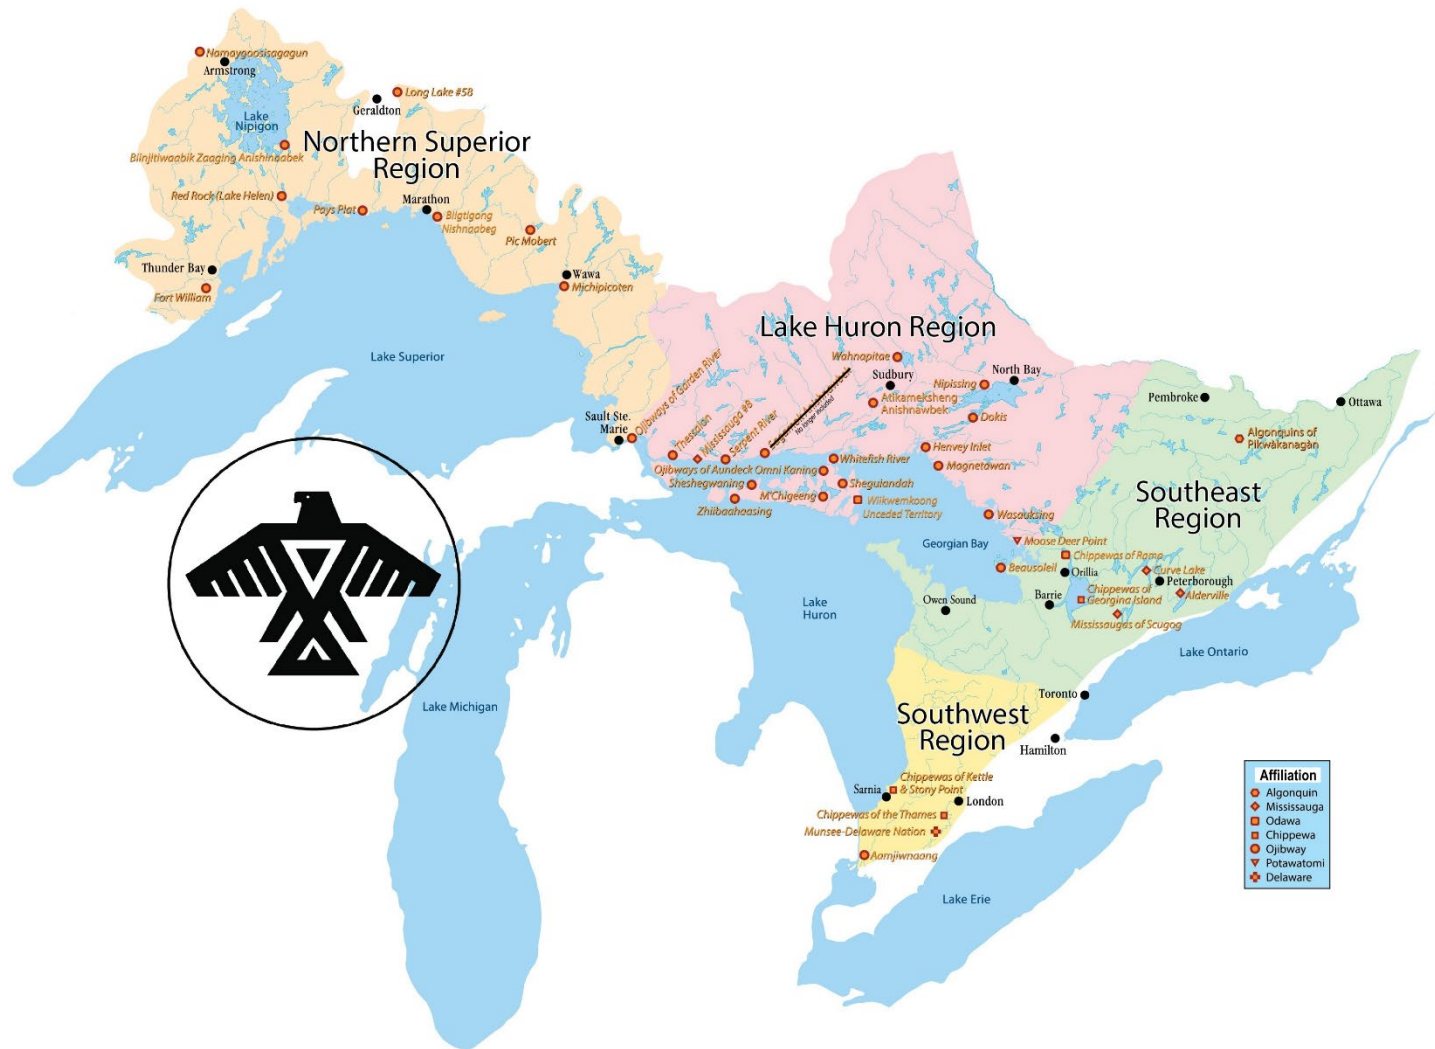 Namaygoosisagagun
Armstrong
Long Lake #58
Geraldton
Lake
Nipigon
Northern Superior
Region
Biinjitiwaabik Zaaging Anishinaabek
Red Rock (Lake Helen)
Pays Plat
Marathon
Biigtigong
Nishnaabeg
Pic Mobert
Thunder Bay
Fort William
Wawa
Michipicoten
Lake Superior
Lake Huron Region
Wahnapitae
Sudbury
Nipissing
North Bay
Atikameksheng
Anishnawbek
Dokis
Sault Ste.
Marie
Ojibways of Garden River
Thessalon
Mississauga #8
Serpent River
No longer included
Henvey Inlet
Magnetawan
Whitefish River
Ojibways of Aundeck Omni Kaning
Sheshegwaning
Sheguiandah
M'Chigeeng
Zhiibaahaasing
Wiikwemkoong
Unceded Territory
Wasauksing
Pembroke
Ottawa
Algonquins of
Pikwàkanagàn
Southeast
Region
Georgian Bay
Moose Deer Point
Chippewas of Rama
Beausoleil
Orillia
Curve Lake
Peterborough
Chippewas of
Georgina Island
Alderville
Barrie
Mississaugas of Scugog
Owen Sound
Lake
Huron
Lake Ontario
Toronto
Lake Michigan
Southwest
Region
Hamilton
Chippewas of Kettle
& Stony Point
Sarnia
London
Chippewas of the Thames
Munsee-Delaware Nation
Aamjiwnaang
Lake Erie
Affiliation
Algonquin
Mississauga
Odawa
Chippewa
Ojibway
Potawatomi
Delaware